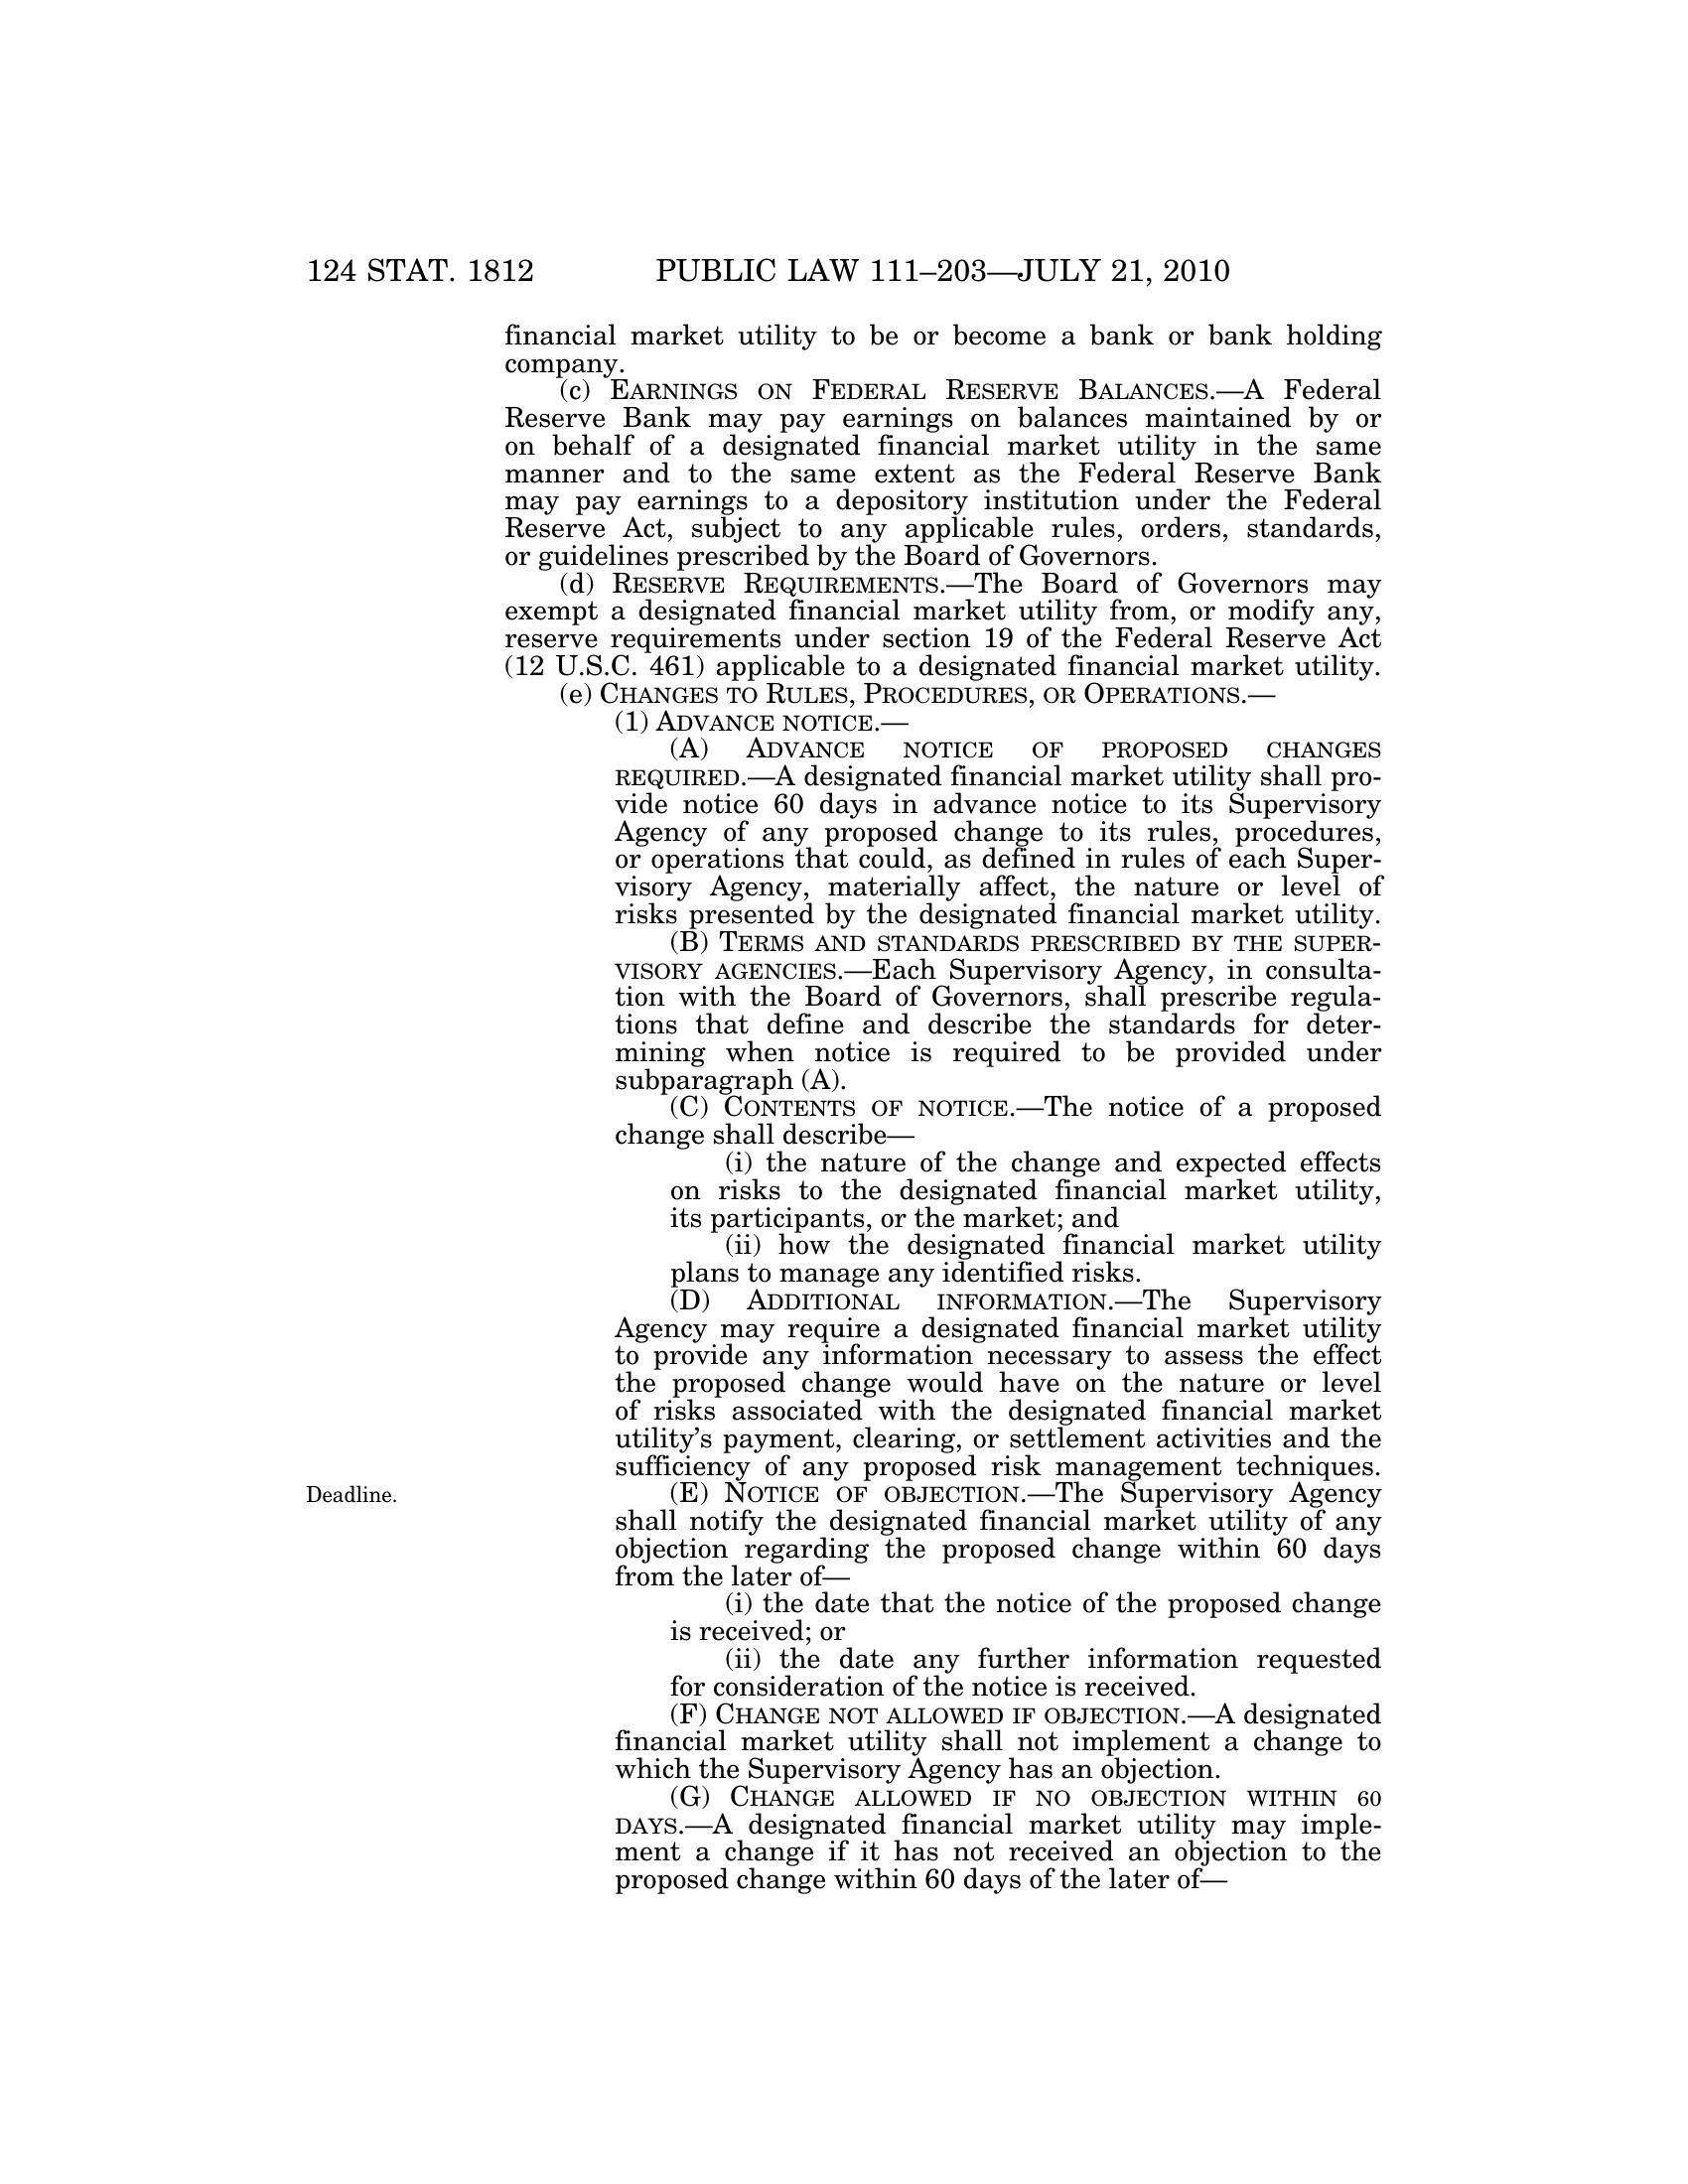 124 STAT. 1812 PUBLIC LAW 111–203—JULY 21, 2010
financial market utility to be or become a bank or bank holding
company.
(c) EARNINGS ON FEDERAL RESERVE BALANCES.—A Federal
Reserve Bank may pay earnings on balances maintained by or
on behalf of a designated financial market utility in the same
manner and to the same extent as the Federal Reserve Bank
may pay earnings to a depository institution under the Federal
Reserve Act, subject to any applicable rules, orders, standards,
or guidelines prescribed by the Board of Governors.
(d) RESERVE REQUIREMENTS.—The Board of Governors may
exempt a designated financial market utility from, or modify any,
reserve requirements under section 19 of the Federal Reserve Act
(12 U.S.C. 461) applicable to a designated financial market utility.
(e) CHANGES TO RULES, PROCEDURES, OR OPERATIONS.—
(1) ADVANCE NOTICE.—
(A) ADVANCE NOTICE OF PROPOSED CHANGES
REQUIRED.—A designated financial market utility shall pro-
vide notice 60 days in advance notice to its Supervisory
Agency of any proposed change to its rules, procedures,
or operations that could, as defined in rules of each Super-
visory Agency, materially affect, the nature or level of
risks presented by the designated financial market utility.
(B) TERMS AND STANDARDS PRESCRIBED BY THE SUPER-
VISORY AGENCIES.—Each Supervisory Agency, in consulta-
tion with the Board of Governors, shall prescribe regula-
tions that define and describe the standards for deter-
mining when notice is required to be provided under
subparagraph (A).
(C) CONTENTS OF NOTICE.—The notice of a proposed
change shall describe—
(i) the nature of the change and expected effects
on risks to the designated financial market utility,
its participants, or the market; and
(ii) how the designated financial market utility
plans to manage any identified risks.
(D) ADDITIONAL INFORMATION.—The Supervisory
Agency may require a designated financial market utility
to provide any information necessary to assess the effect
the proposed change would have on the nature or level
of risks associated with the designated financial market
utility's payment, clearing, or settlement activities and the
sufficiency of any proposed risk management techniques.
Deadline.
(E) NOTICE OF OBJECTION.—The Supervisory Agency
shall notify the designated financial market utility of any
objection regarding the proposed change within 60 days
from the later of—
(i) the date that the notice of the proposed change
is received; or
(ii) the date any further information requested
for consideration of the notice is received.
(F) CHANGE NOT ALLOWED IF OBJECTION.—A designated
financial market utility shall not implement a change to
which the Supervisory Agency has an objection.
(G) CHANGE ALLOWED IF NO OBJECTION WITHIN 60
DAYS.—A designated financial market utility may imple-
ment a change if it has not received an objection to the
proposed change within 60 days of the later of—